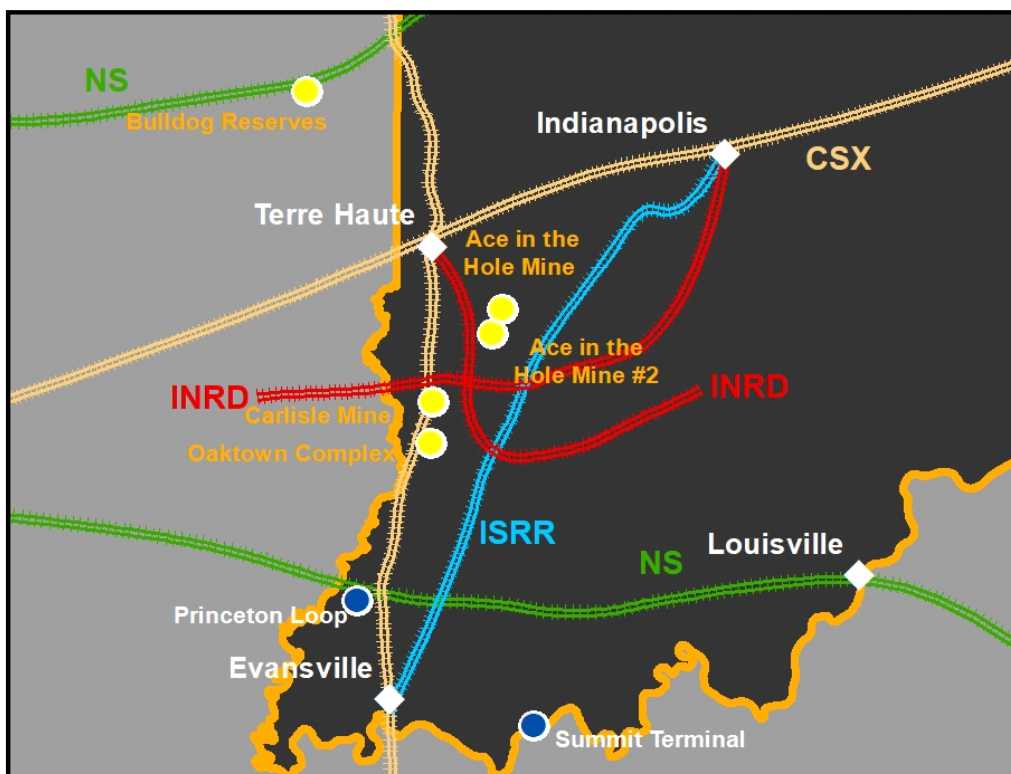 NS
Bulldog Reserves
Indianapolis
CSX
Terre Haute
Ace in the
Hole Mine
Ace in the
Hole Mine #2
INRD
INRD
Carlisle Mine
Oaktown Complex
ISRR
NS
Louisville
Princeton Loop
Evansville
Summit Terminal